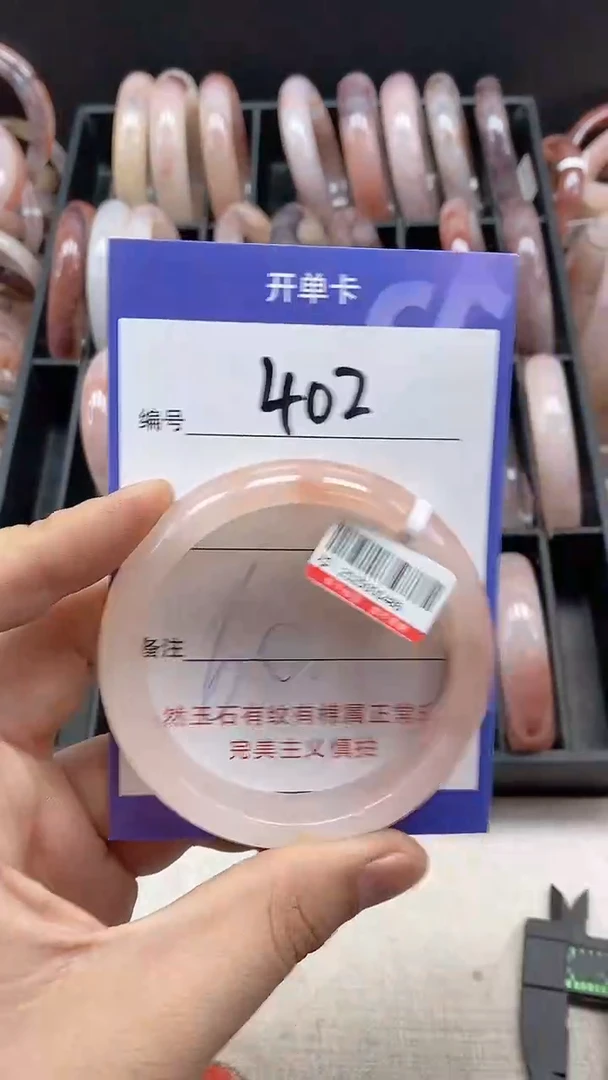 开单卡
编号 402
备注
然玉石有纹有棉属正常
完美主义慎拍